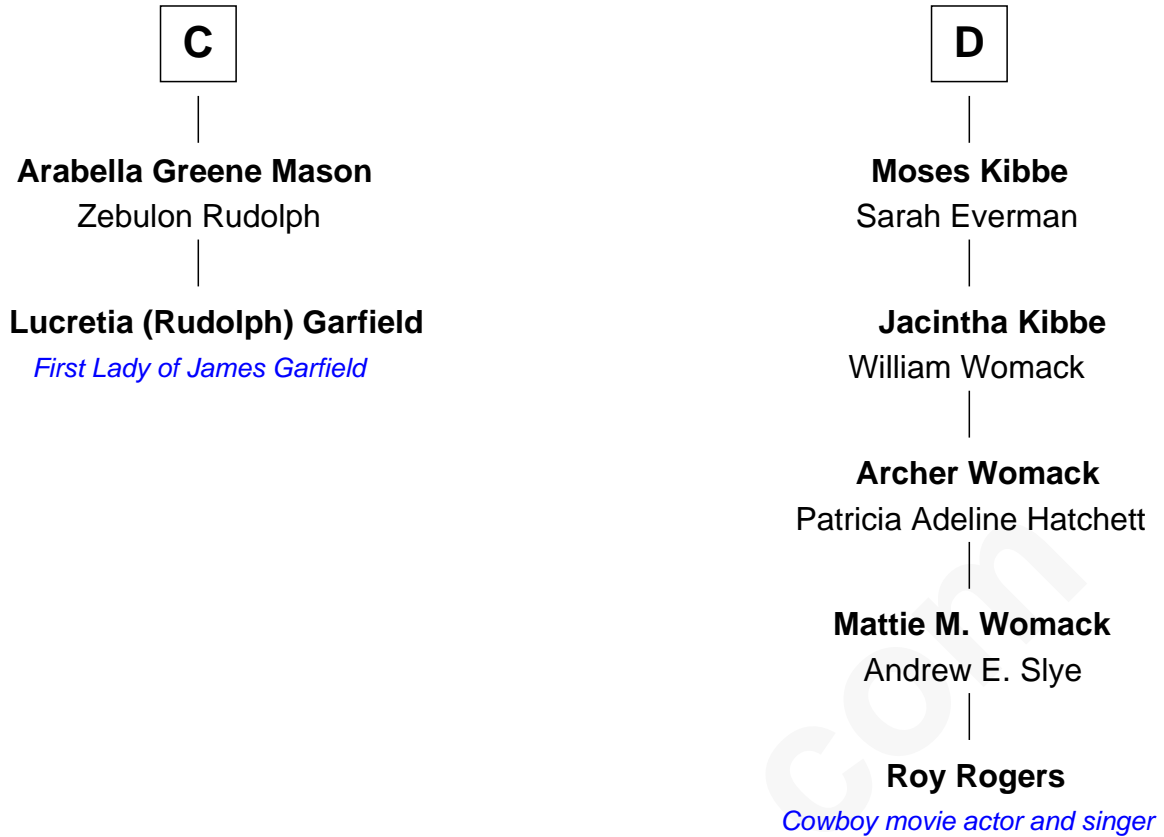 C
Arabella Greene Mason
Zebulon Rudolph
Lucretia (Rudolph) Garfield
First Lady of James Garfield
D
Moses Kibbe
Sarah Everman
Jacintha Kibbe
William Womack
Archer Womack
Patricia Adeline Hatchett
Mattie M. Womack
Andrew E. Slye
Roy Rogers
Cowboy movie actor and singer
com